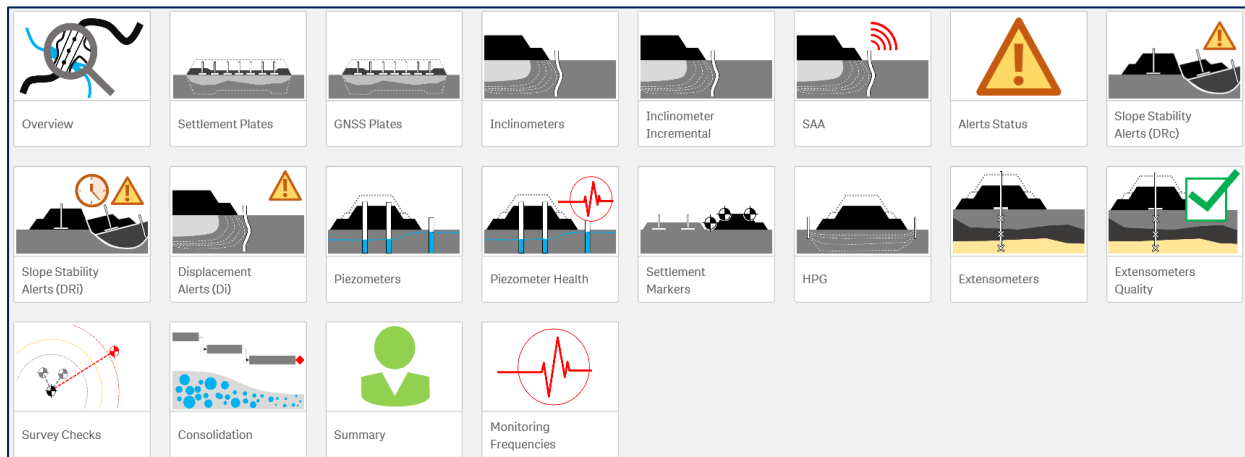 Overview
Settlement Plates
GNSS Plates
Inclinometers
Inclinometer
Incremental
SAA
Alerts Status
Slope Stability
Alerts (DRc)
Slope Stability
Alerts (DRi)
Displacement
Alerts (Di)
Piezometers
Piezometer Health
Settlement
Markers
HPG
Extensometers
Extensometers
Quality
Survey Checks
Consolidation
Summary
Monitoring
Frequencies